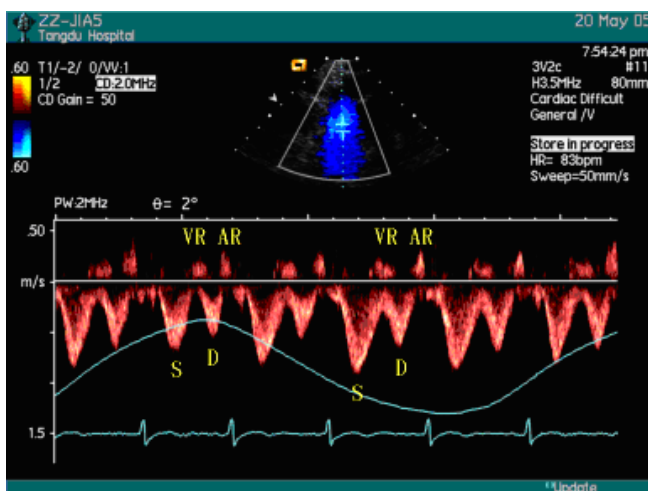 ZZ-JIA5 20 May 05
Tangdu Hospital
7:54:24 pm
.60 T1/-2/ 0/VV:1 3V2c #11
1/2 CD:2.0MHz H3.5MHz 80mm
CD Gain = 50 Cardiac Difficult
General /V
Store in progress
.60 HR= 83bpm
Sweep=50mm/s
PW:2MHz θ= 2°
.50 VR AR VR AR
m/s
S D S D
1.5
Update